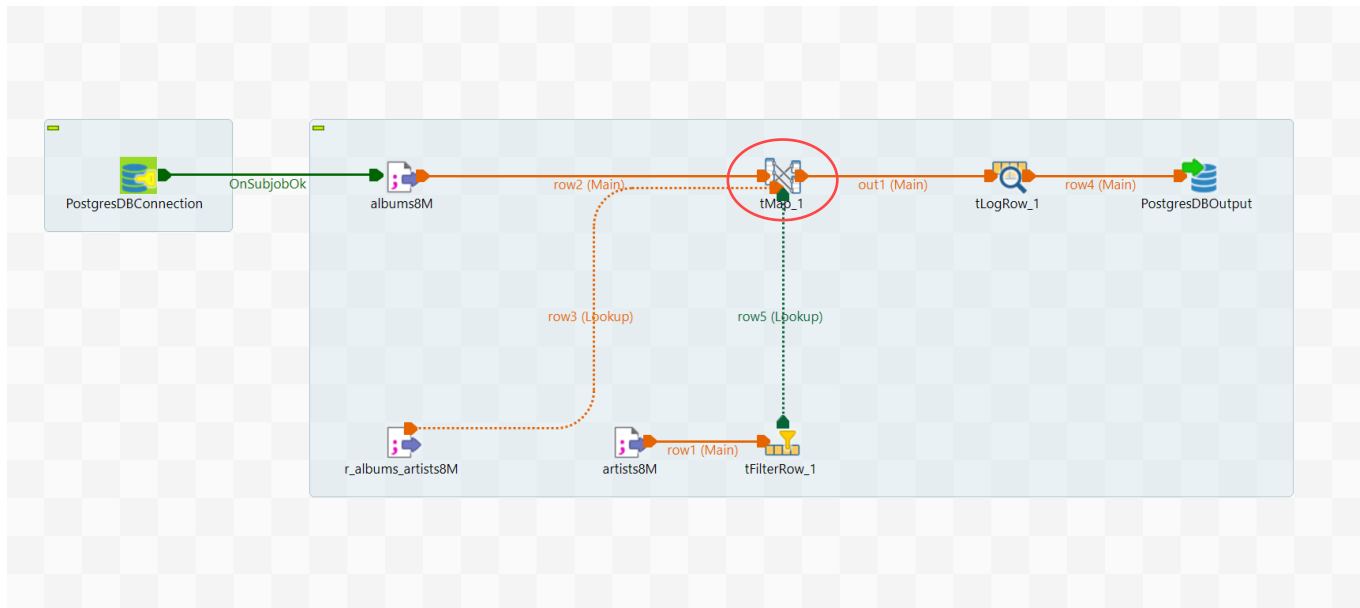 OnSubjobOk
PostgresDBConnection
albums8M
row2 (Main)
tMap_1
out1 (Main)
tLogRow_1
row4 (Main)
PostgresDBOutput
row3 (Lookup)
row5 (Lookup)
r_albums_artists8M
artists8M
row1 (Main)
tFilterRow_1